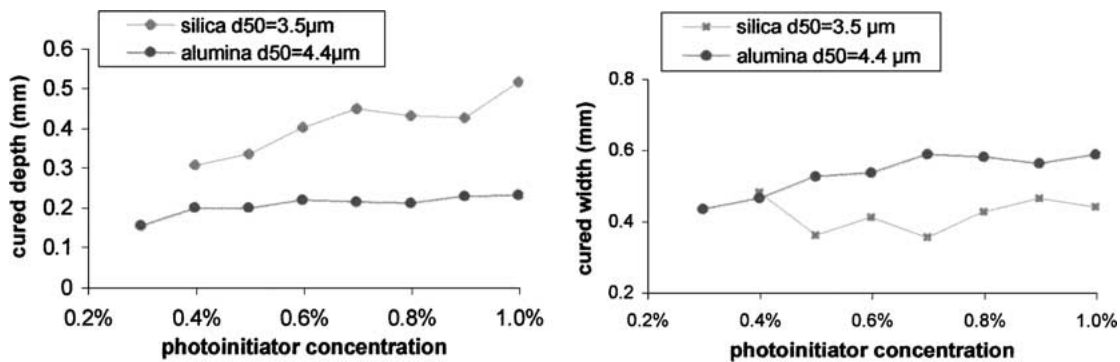 silica d50=3.5µm
alumina d50=4.4µm
0.6
0.5
0.4
0.3
0.2
0.1
0
cured depth (mm)
0.2% 0.4% 0.6% 0.8% 1.0%
photoinitiator concentration
silica d50=3.5 µm
alumina d50=4.4 µm
0.8
0.6
0.4
0.2
cured width (mm)
0.2% 0.4% 0.6% 0.8% 1.0%
photoinitiator concentration